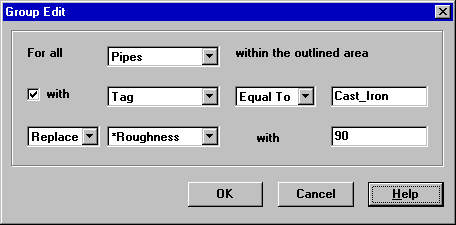 Group Edit
For all Pipes within the outlined area
with Tag Equal To Cast_Iron
Replace *Roughness with 90
OK Cancel Help